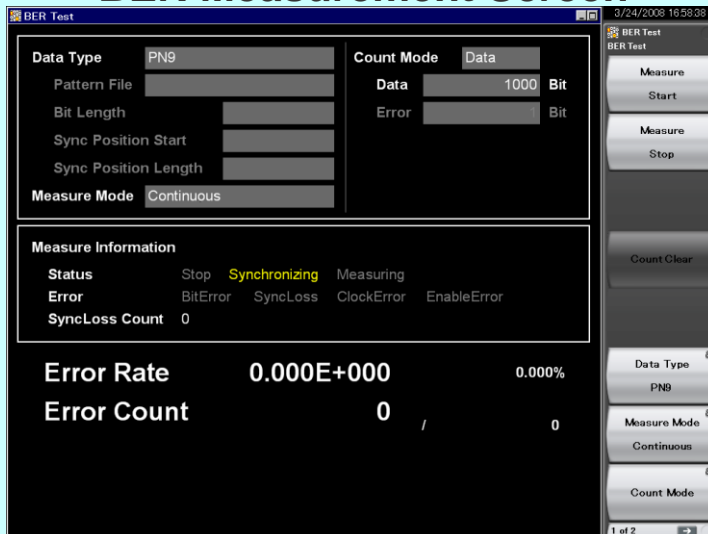 BER Measurement Screen
BER Test
3/24/2008 16:58:38
BER Test
BER Test
Data Type PN9
Count Mode Data
Pattern File
Data 1000 Bit
Bit Length
Error 1 Bit
Sync Position Start
Sync Position Length
Measure Mode Continuous
Measure Information
Status Stop Synchronizing Measuring
Error BitError SyncLoss ClockError EnableError
SyncLoss Count 0
Error Rate 0.000E+000 0.000%
Error Count 0 / 0
Measure
Start
Measure
Stop
Count Clear
Data Type
PN9
Measure Mode
Continuous
Count Mode
1 of 2